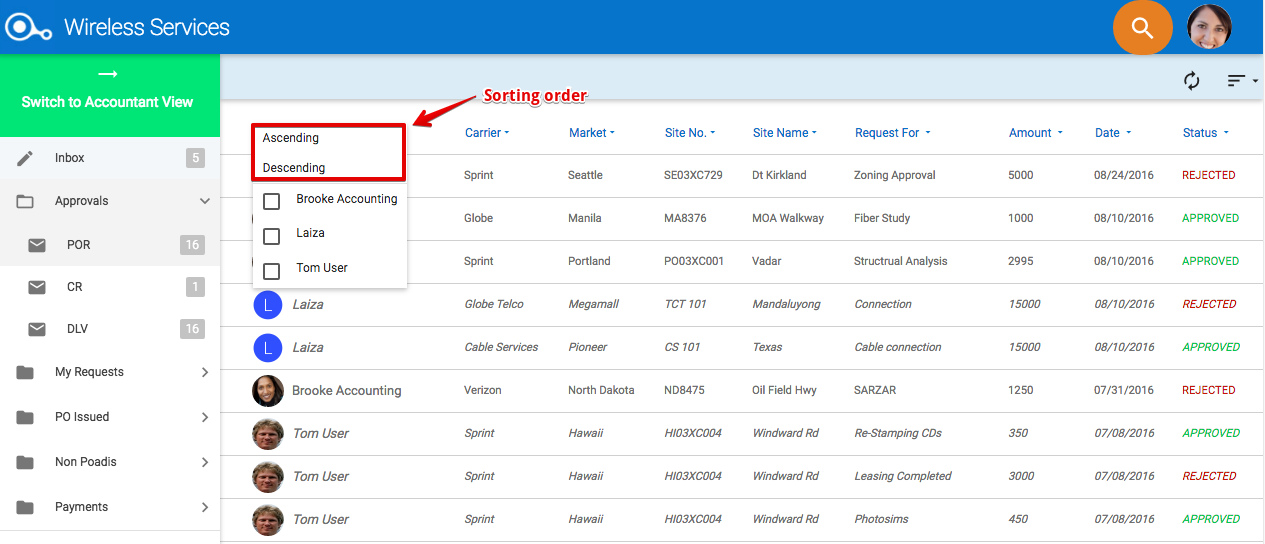 Wireless Services
Switch to Accountant View
Sorting order
Ascending
Descending
Brooke Accounting
Laiza
Tom User
Carrier Market Site No. Site Name Request For Amount Date Status
Inbox 5
Approvals
POR 16
CR 1
DLV 16
My Requests
PO Issued
Non Poadis
Payments
Sprint Seattle SE03XC729 Dt Kirkland Zoning Approval 5000 08/24/2016 REJECTED
Globe Manila MA8376 MOA Walkway Fiber Study 1000 08/10/2016 APPROVED
Sprint Portland PO03XC001 Vadar Structrual Analysis 2995 08/10/2016 APPROVED
L Laiza Globe Telco Megamall TCT 101 Mandaluyong Connection 15000 08/10/2016 REJECTED
L Laiza Cable Services Pioneer CS 101 Texas Cable connection 15000 08/10/2016 APPROVED
Brooke Accounting Verizon North Dakota ND8475 Oil Field Hwy SARZAR 1250 07/31/2016 REJECTED
Tom User Sprint Hawaii HI03XC004 Windward Rd Re-Stamping CDs 350 07/08/2016 APPROVED
Tom User Sprint Hawaii HI03XC004 Windward Rd Leasing Completed 3000 07/08/2016 REJECTED
Tom User Sprint Hawaii HI03XC004 Windward Rd Photosims 450 07/08/2016 APPROVED